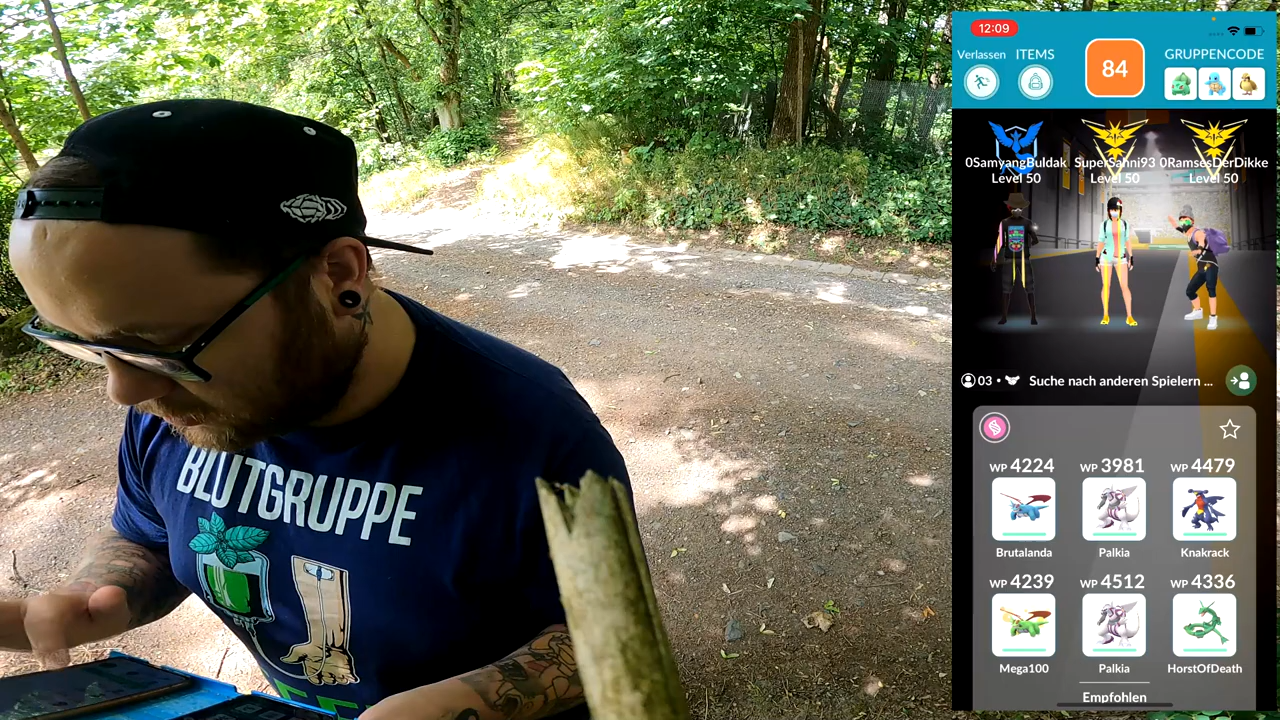 12:09
Verlassen
ITEMS
84
GRUPPENCODE
0SamyangBuldak
Level 50
SuperSahni93
Level 50
0RamsesDerDikke
Level 50
03 • Suche nach anderen Spielern ...
WP 4224
WP 3981
WP 4479
Brutalanda
Palkia
Knakrack
WP 4239
WP 4512
WP 4336
Mega100
Palkia
HorstOfDeath
Empfohlen
BLUTGRUPPE